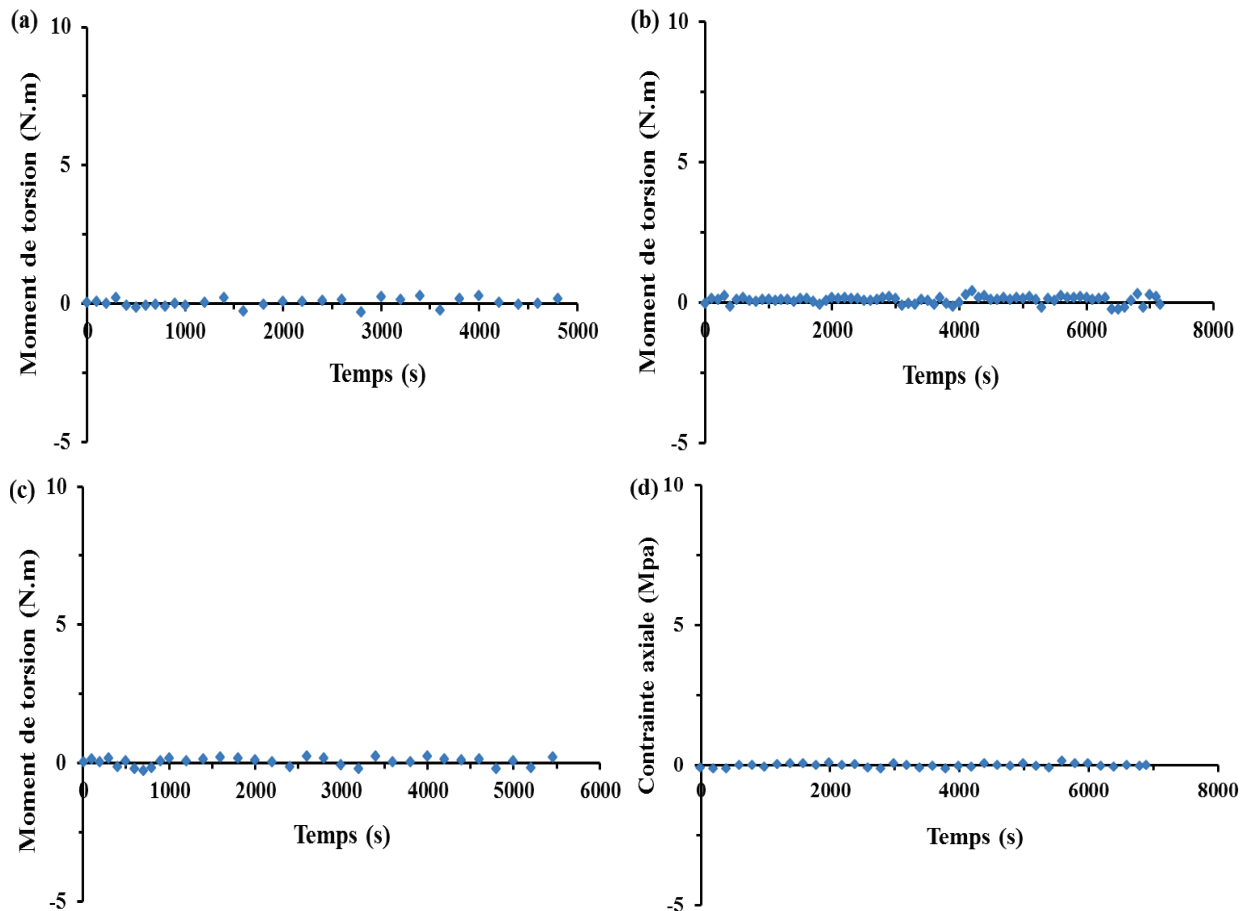 (a)
Moment de torsion (N.m)
10
5
0
-5
0 1000 2000 3000 4000 5000
Temps (s)
(b)
Moment de torsion (N.m)
10
5
0
-5
0 2000 4000 6000 8000
Temps (s)
(c)
Moment de torsion (N.m)
10
5
0
-5
0 1000 2000 3000 4000 5000 6000
Temps (s)
(d)
Contrainte axiale (Mpa)
10
5
0
-5
0 2000 4000 6000 8000
Temps (s)